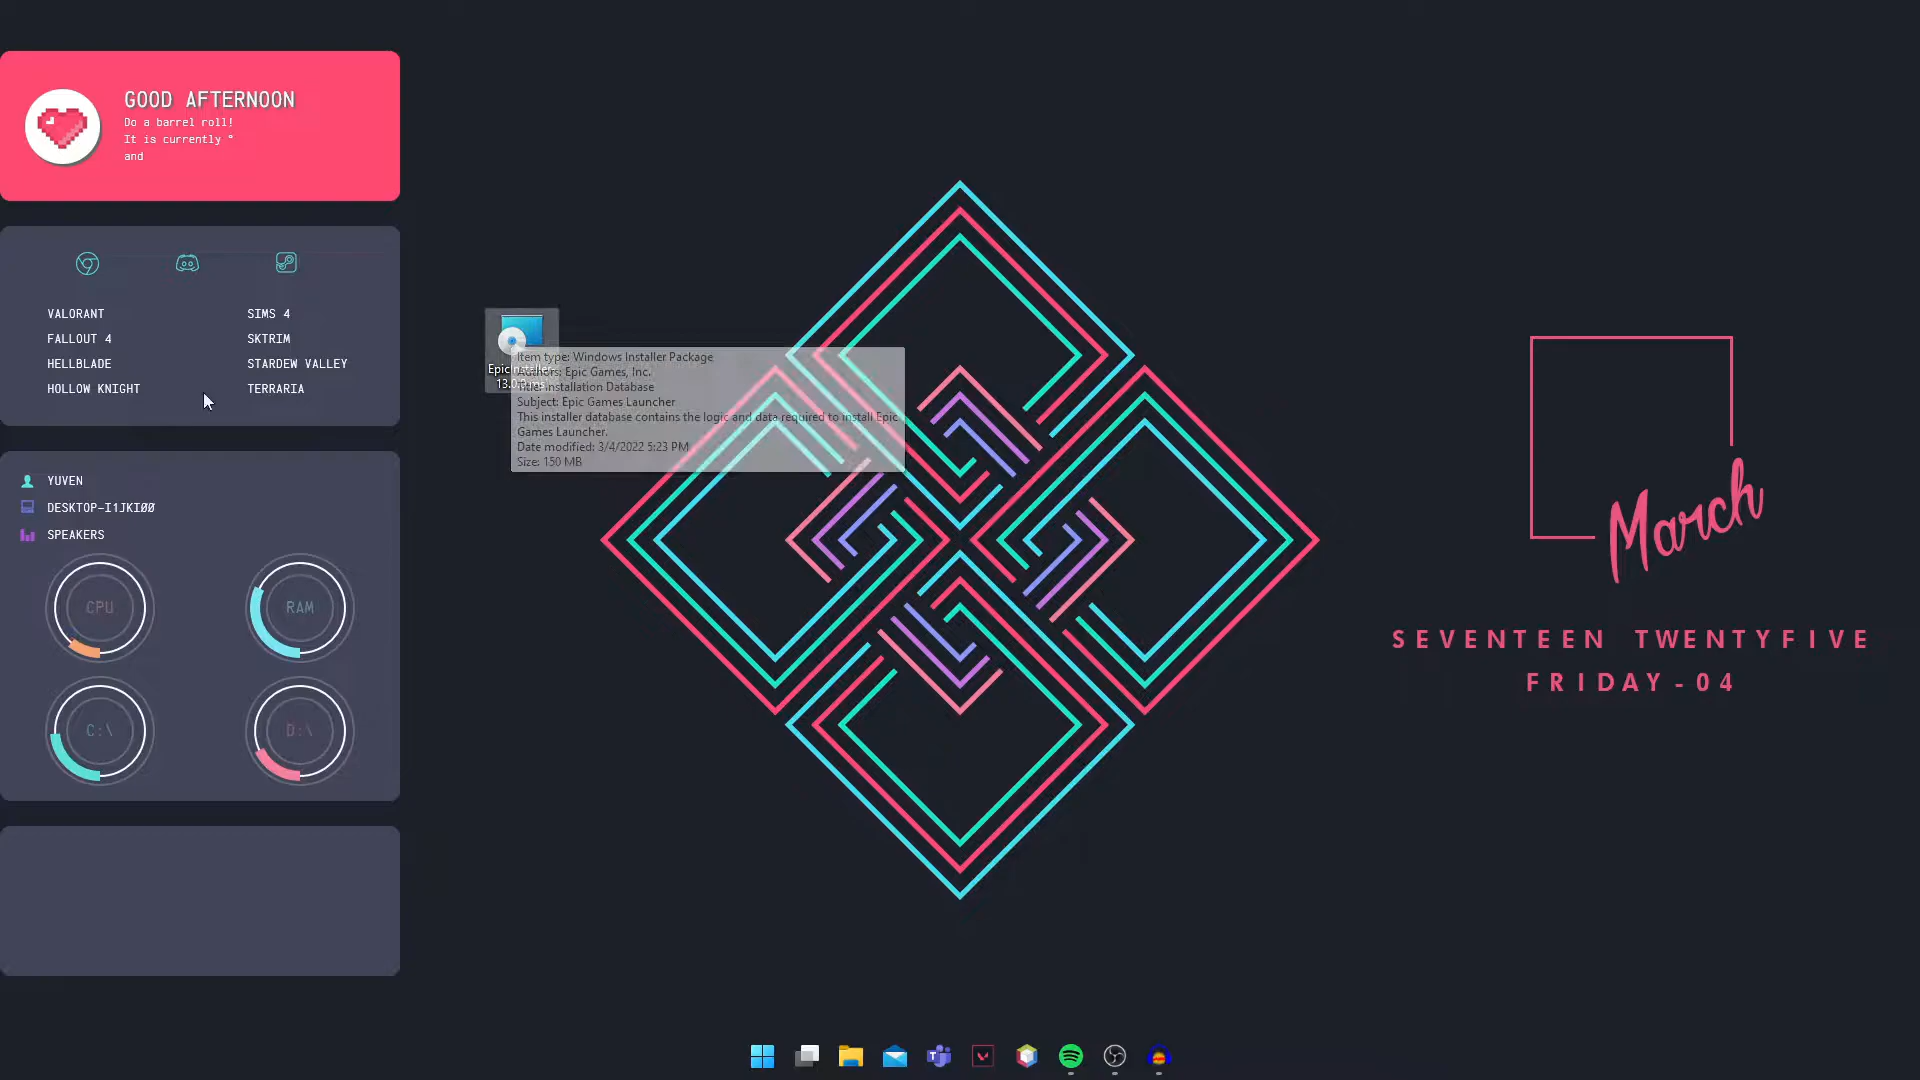 GOOD AFTERNOON
Do a barrel roll!
It is currently °
and
VALORANT
SIMS 4
FALLOUT 4
SKTRIM
HELLBLADE
STARDEW VALLEY
HOLLOW KNIGHT
TERRARIA
YUVEN
DESKTOP-I1JKI00
SPEAKERS
CPU
RAM
C:\
D:\
Item type: Windows Installer Package
Authors: Epic Games, Inc.
Title: Installation Database
Subject: Epic Games Launcher
This installer database contains the logic and data required to install Epic
Games Launcher.
Date modified: 3/4/2022 5:23 PM
Size: 150 MB
March
SEVENTEEN TWENTYFIVE
FRIDAY-04